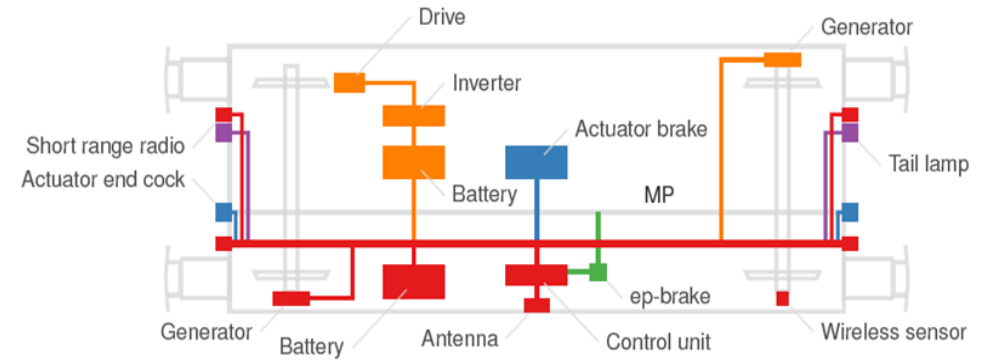 Drive
Generator
Inverter
Actuator brake
Short range radio
Tail lamp
Actuator end cock
Battery
MP
ep-brake
Generator
Battery
Antenna
Control unit
Wireless sensor